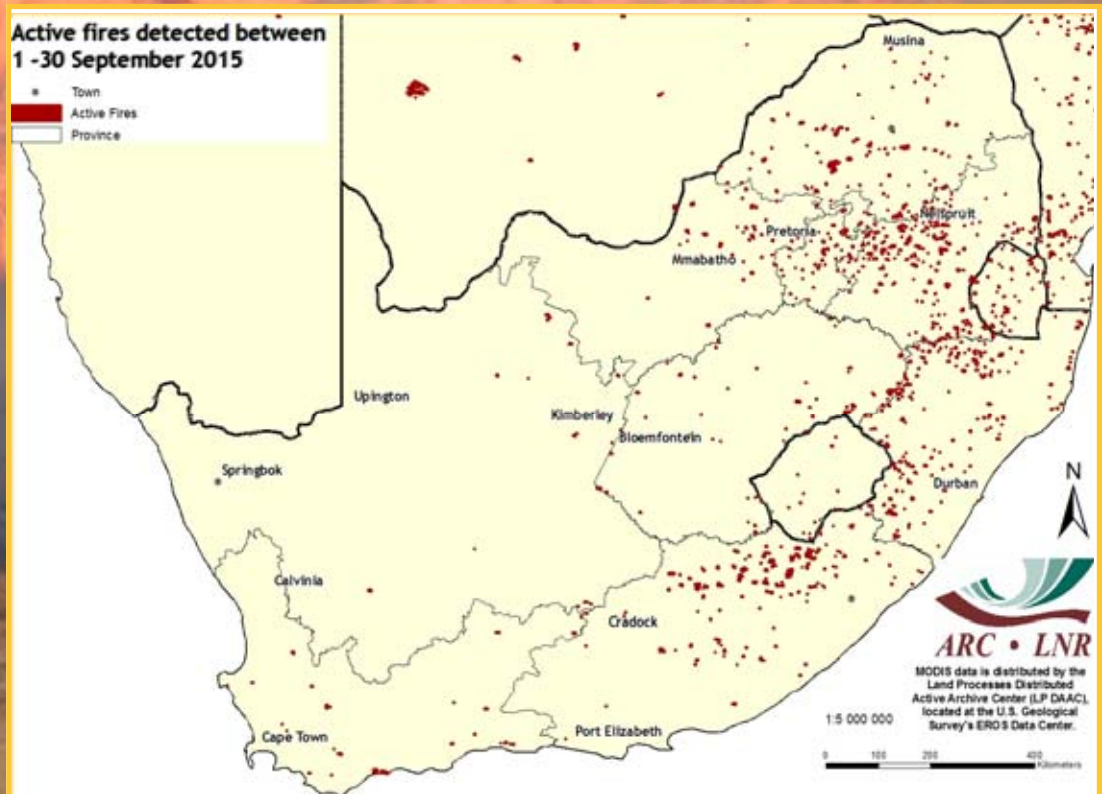 Active fires detected between
1 -30 September 2015
Town
Active Fires
Province
Musina
Nelspruit
Pretoria
Mmabatho
Upington
Kimberley
Bloemfontein
Springbok
Durban
N
Calvinia
Cradock
ARC • LNR
MODIS data is distributed by the
Land Processes Distributed
Active Archive Center (LP DAAC),
located at the U.S. Geological
Survey's EROS Data Center.
1:5 000 000
Cape Town
Port Elizabeth
0 100 200 400
Kilometers